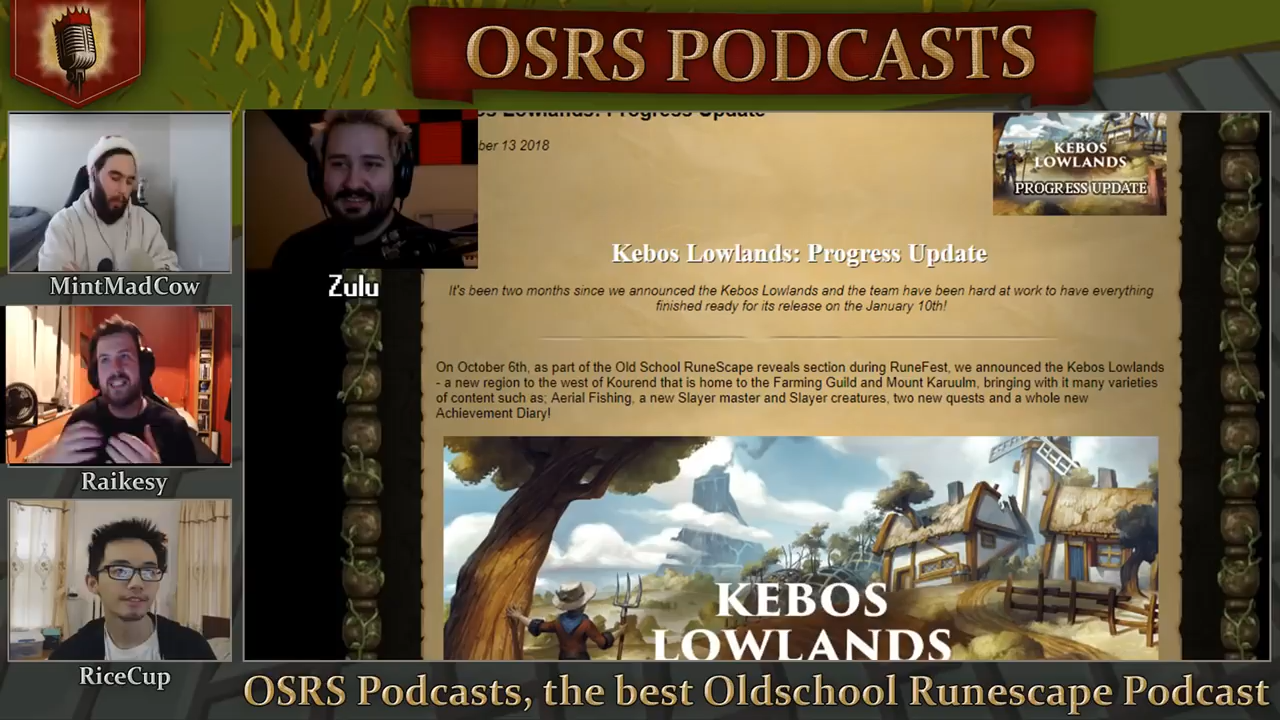 OSRS PODCASTS
Lowlands: Progress Update
ber 13 2018
KEBOS
LOWLANDS
PROGRESS UPDATE
MintMadCow
Zulu
Kebos Lowlands: Progress Update
It's been two months since we announced the Kebos Lowlands and the team have been hard at work to have everything
finished ready for its release on the January 10th!
On October 6th, as part of the Old School RuneScape reveals section during RuneFest, we announced the Kebos Lowlands
- a new region to the west of Kourend that is home to the Farming Guild and Mount Karuulm, bringing with it many varieties
of content such as; Aerial Fishing, a new Slayer master and Slayer creatures, two new quests and a whole new
Achievement Diary!
Raikesy
KEBOS
LOWLANDS
RiceCup
OSRS Podcasts, the best Oldschool Runescape Podcast